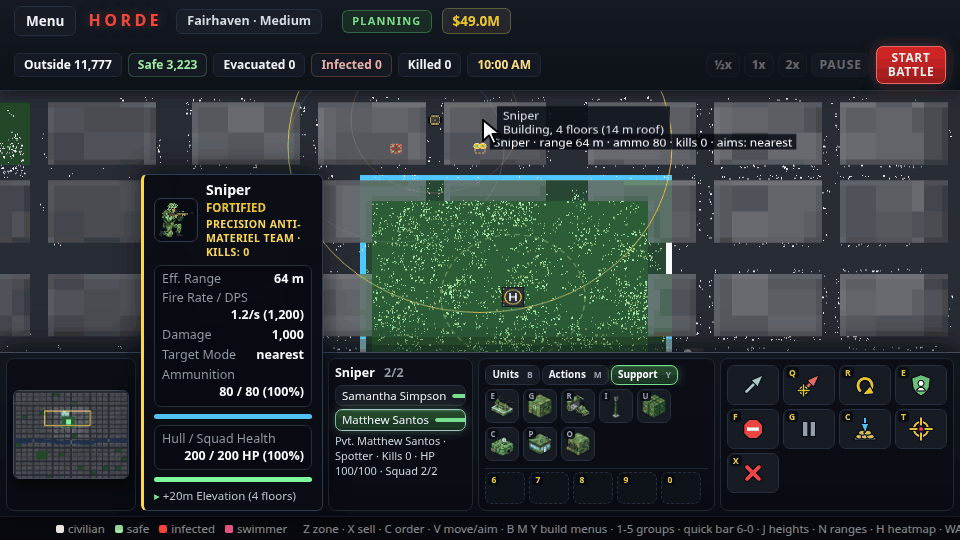 Menu HORDE Fairhaven · Medium PLANNING $49.0M
Outside 11,777 Safe 3,223 Evacuated 0 Infected 0 Killed 0 10:00 AM ½x 1x 2x PAUSE START BATTLE
Sniper
Building, 4 floors (14 m roof)
Sniper · range 64 m · ammo 80 · kills 0 · aims: nearest
H
Sniper
FORTIFIED
PRECISION ANTI-
MATERIEL TEAM ·
KILLS: 0
Eff. Range 64 m
Fire Rate / DPS
1.2/s (1,200)
Damage 1,000
Target Mode nearest
Ammunition
80 / 80 (100%)
Hull / Squad Health
200 / 200 HP (100%)
▸ +20m Elevation (4 floors)
Sniper 2/2
Samantha Simpson
Matthew Santos
Pvt. Matthew Santos ·
Spotter · Kills 0 · HP
100/100 · Squad 2/2
Units B Actions M Support Y
E G R I U
C P O
6 7 8 9 0
Q R E
F G C T
X
civilian safe infected swimmer Z zone · X sell · C order · V move/aim · B M Y build menus · 1-5 groups · quick bar 6-0 · J heights · N ranges · H heatmap · WA